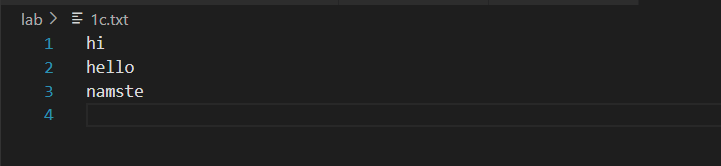 lab > 1c.txt
1 hi
2 hello
3 namste
4